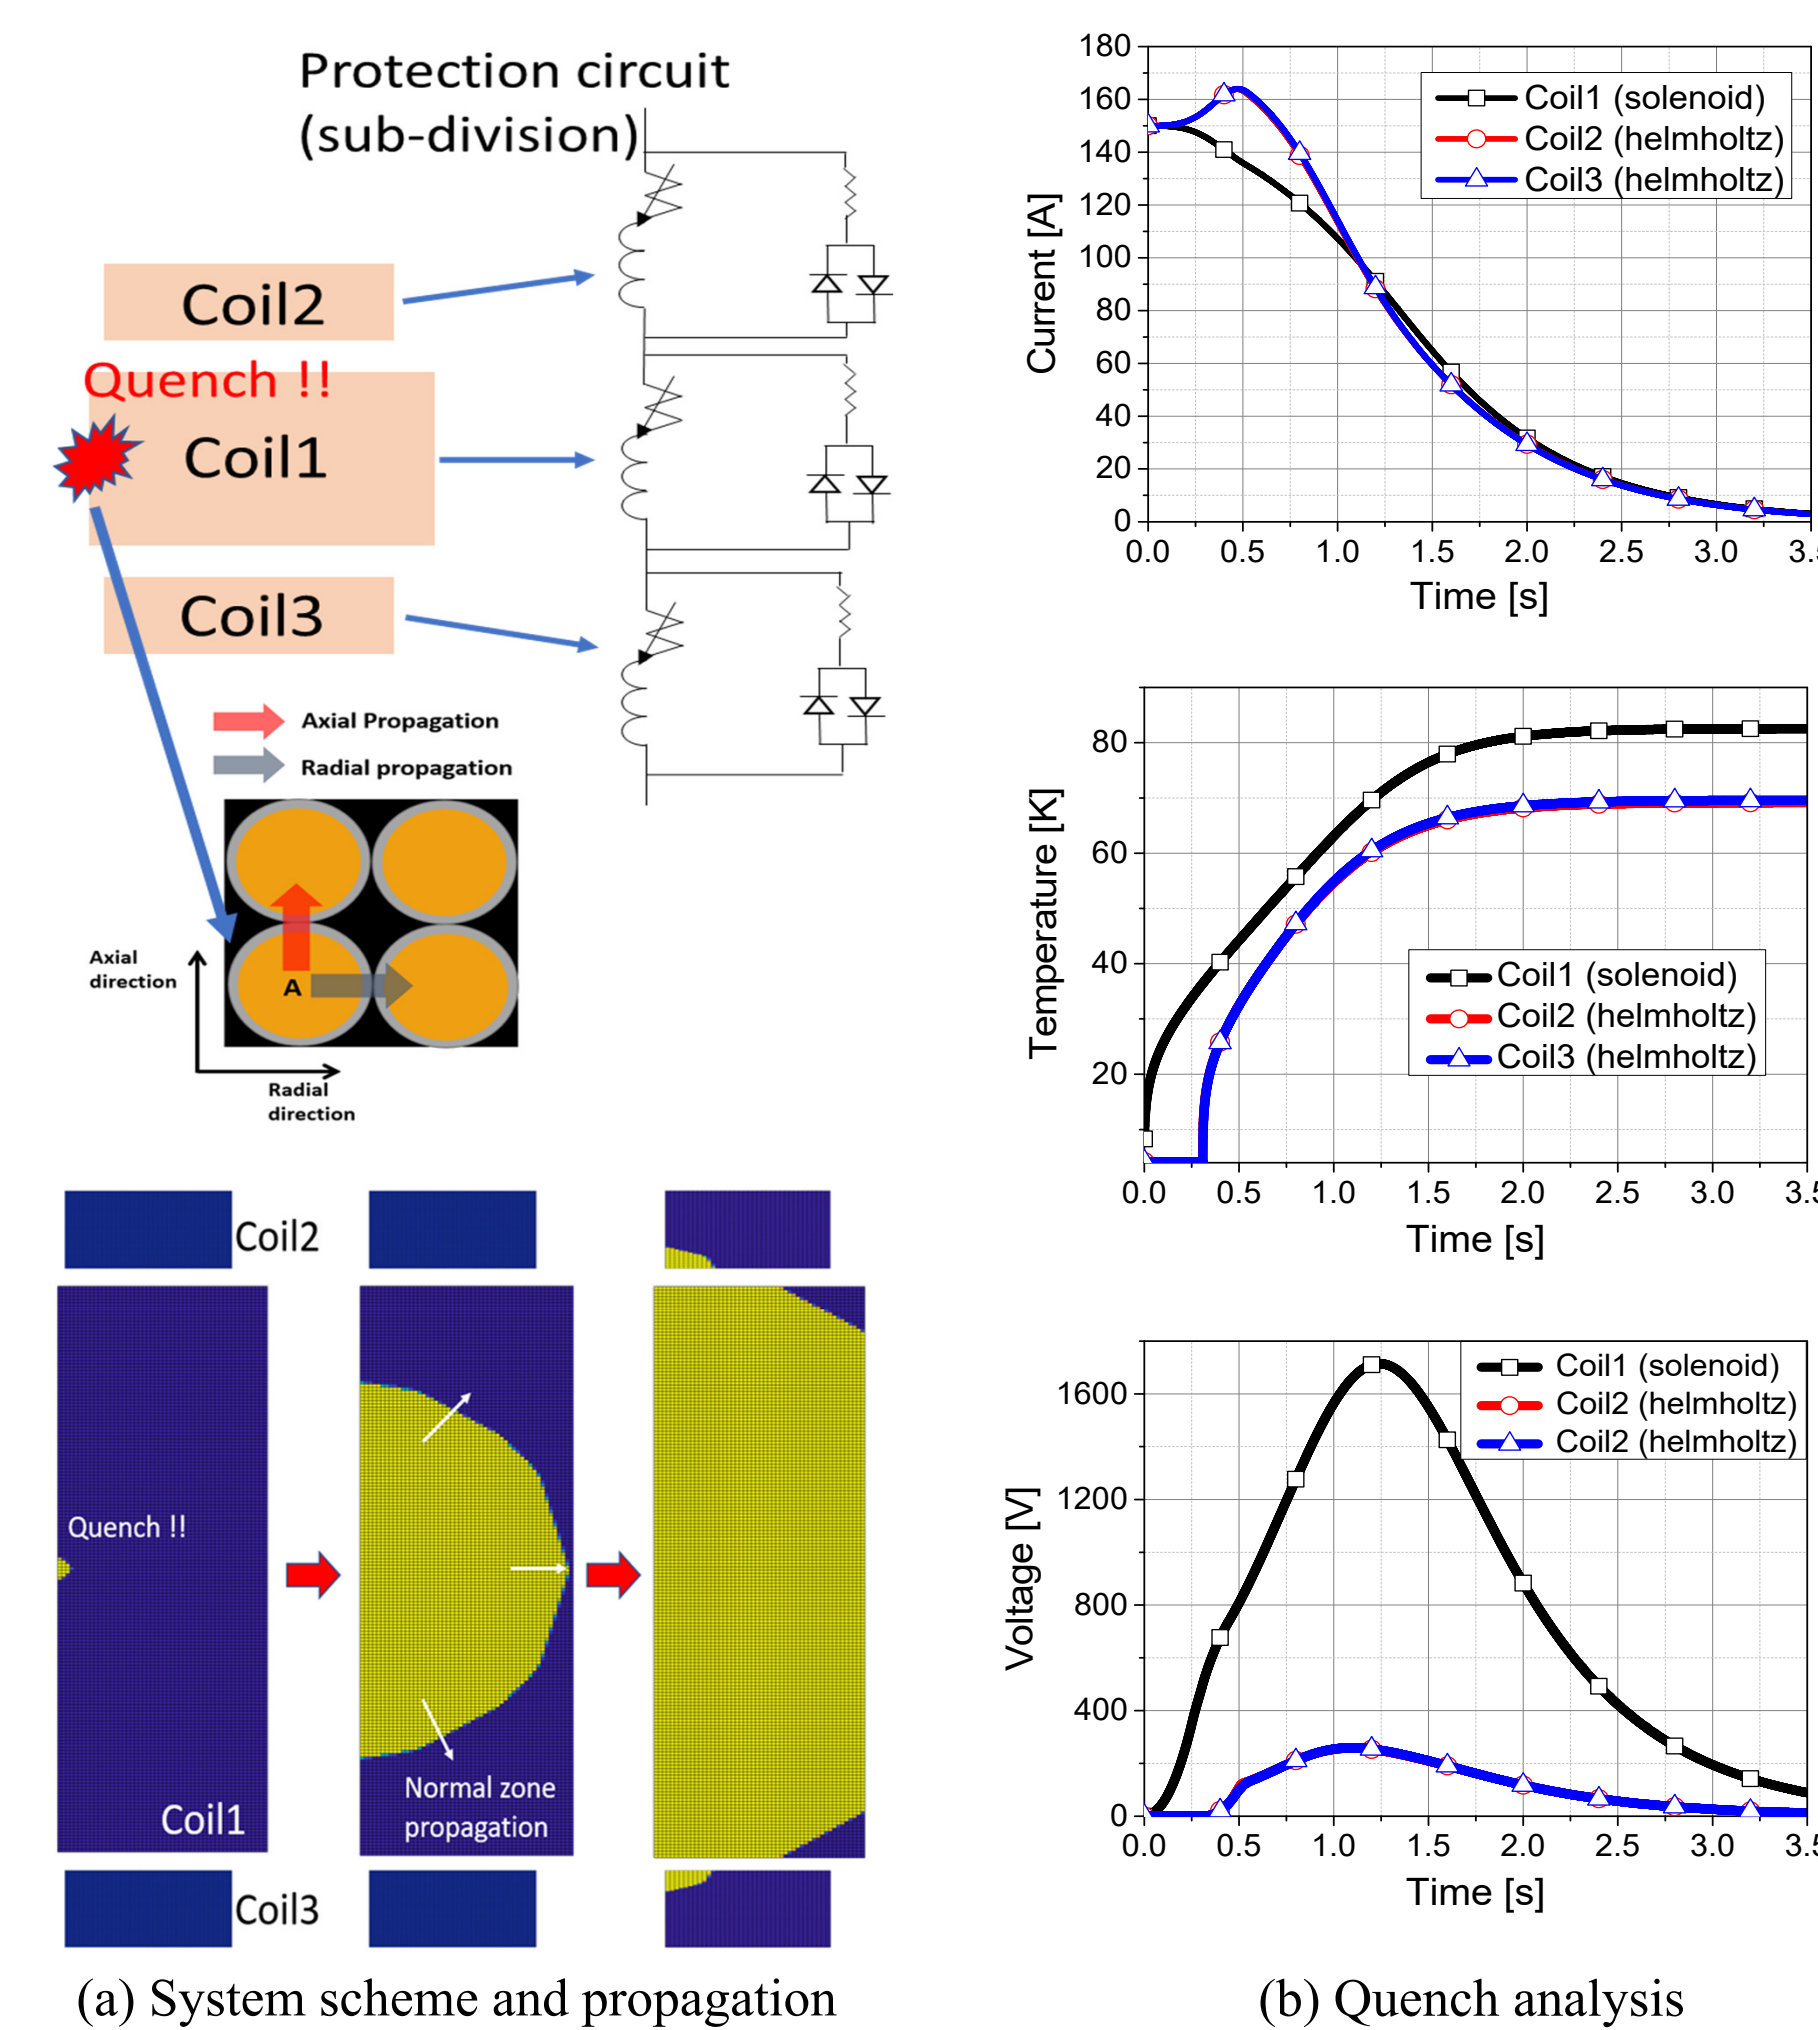 Protection circuit
(sub-division)
Coil2
Quench !!
Coil1
Coil3
Axial Propagation
Radial propagation
Axial
direction
A
Radial
direction
Coil2
Quench !!
Coil1
Normal zone
propagation
Coil3
(a) System scheme and propagation
180
160
140
120
100
80
60
40
20
0
Current [A]
Coil1 (solenoid)
Coil2 (helmholtz)
Coil3 (helmholtz)
0.0 0.5 1.0 1.5 2.0 2.5 3.0 3.5
Time [s]
80
60
40
20
Temperature [K]
Coil1 (solenoid)
Coil2 (helmholtz)
Coil3 (helmholtz)
0.0 0.5 1.0 1.5 2.0 2.5 3.0 3.5
Time [s]
1600
1200
800
400
0
Voltage [V]
Coil1 (solenoid)
Coil2 (helmholtz)
Coil2 (helmholtz)
0.0 0.5 1.0 1.5 2.0 2.5 3.0 3.5
Time [s]
(b) Quench analysis